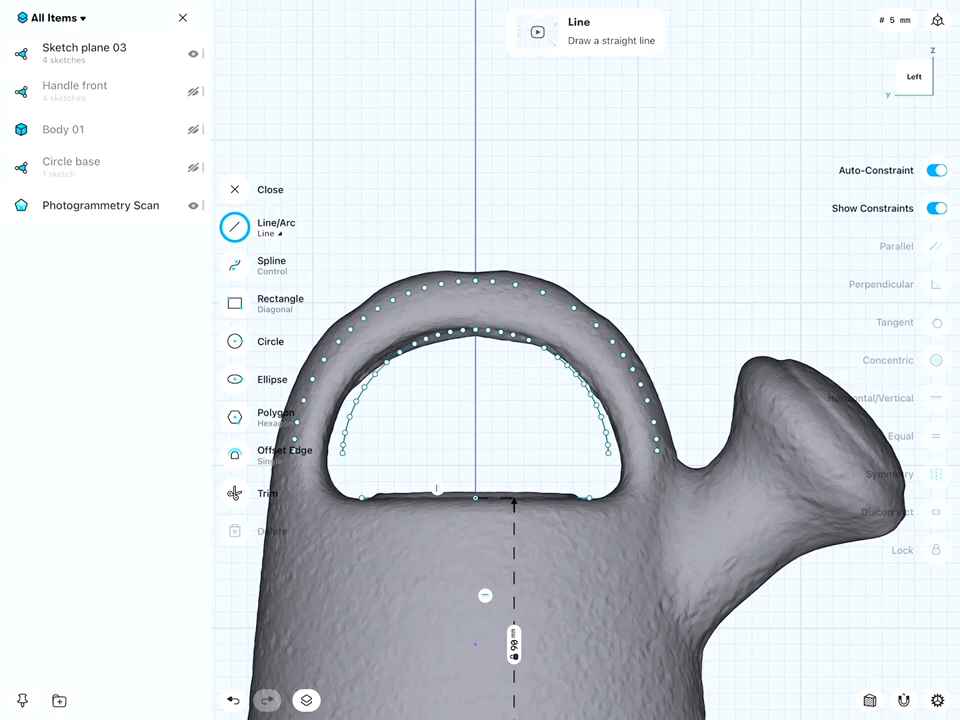 All Items
Sketch plane 03
4 sketches
Handle front
4 sketches
Body 01
Circle base
1 sketch
Photogrammetry Scan
Line
Draw a straight line
# 5 mm
Z
Left
Y
Close
Line/Arc
Line
Spline
Control
Rectangle
Diagonal
Circle
Ellipse
Polygon
Hexagon
Offset Edge
Single
Trim
Delete
Auto-Constraint
Show Constraints
Parallel
Perpendicular
Tangent
Concentric
Horizontal/Vertical
Equal
Symmetry
Disconnect
Lock
90 mm